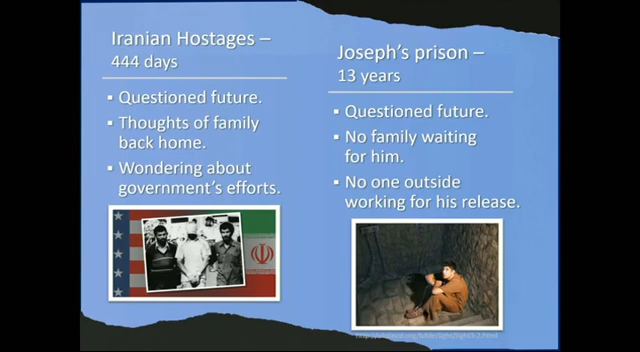 Iranian Hostages –
444 days
▪ Questioned future.
▪ Thoughts of family
back home.
▪ Wondering about
government's efforts.
Joseph's prison –
13 years
▪ Questioned future.
▪ No family waiting
for him.
▪ No one outside
working for his release.